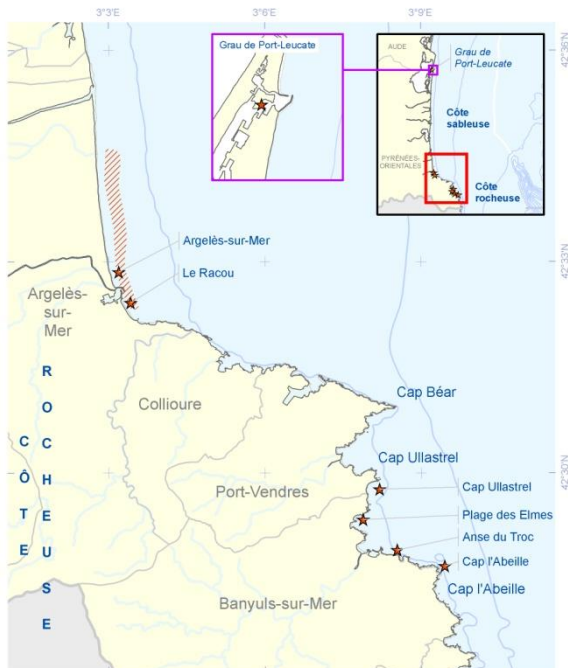 3°3'E
3°6'E
3°9'E
42°36'N
42°33'N
42°30'N
Grau de Port-Leucate
AUDE
Grau de
Port-Leucate
Côte
sableuse
PYRÉNÉES-
ORIENTALES
Côte
rocheuse
Argelès-sur-Mer
Le Racou
Argelès-
sur-
Mer
Collioure
Cap Béar
Cap Ullastrel
Port-Vendres
Cap Ullastrel
Plage des Elmes
Anse du Troc
Cap l'Abeille
Cap l'Abeille
Banyuls-sur-Mer
CÔTE
ROCHEUSE